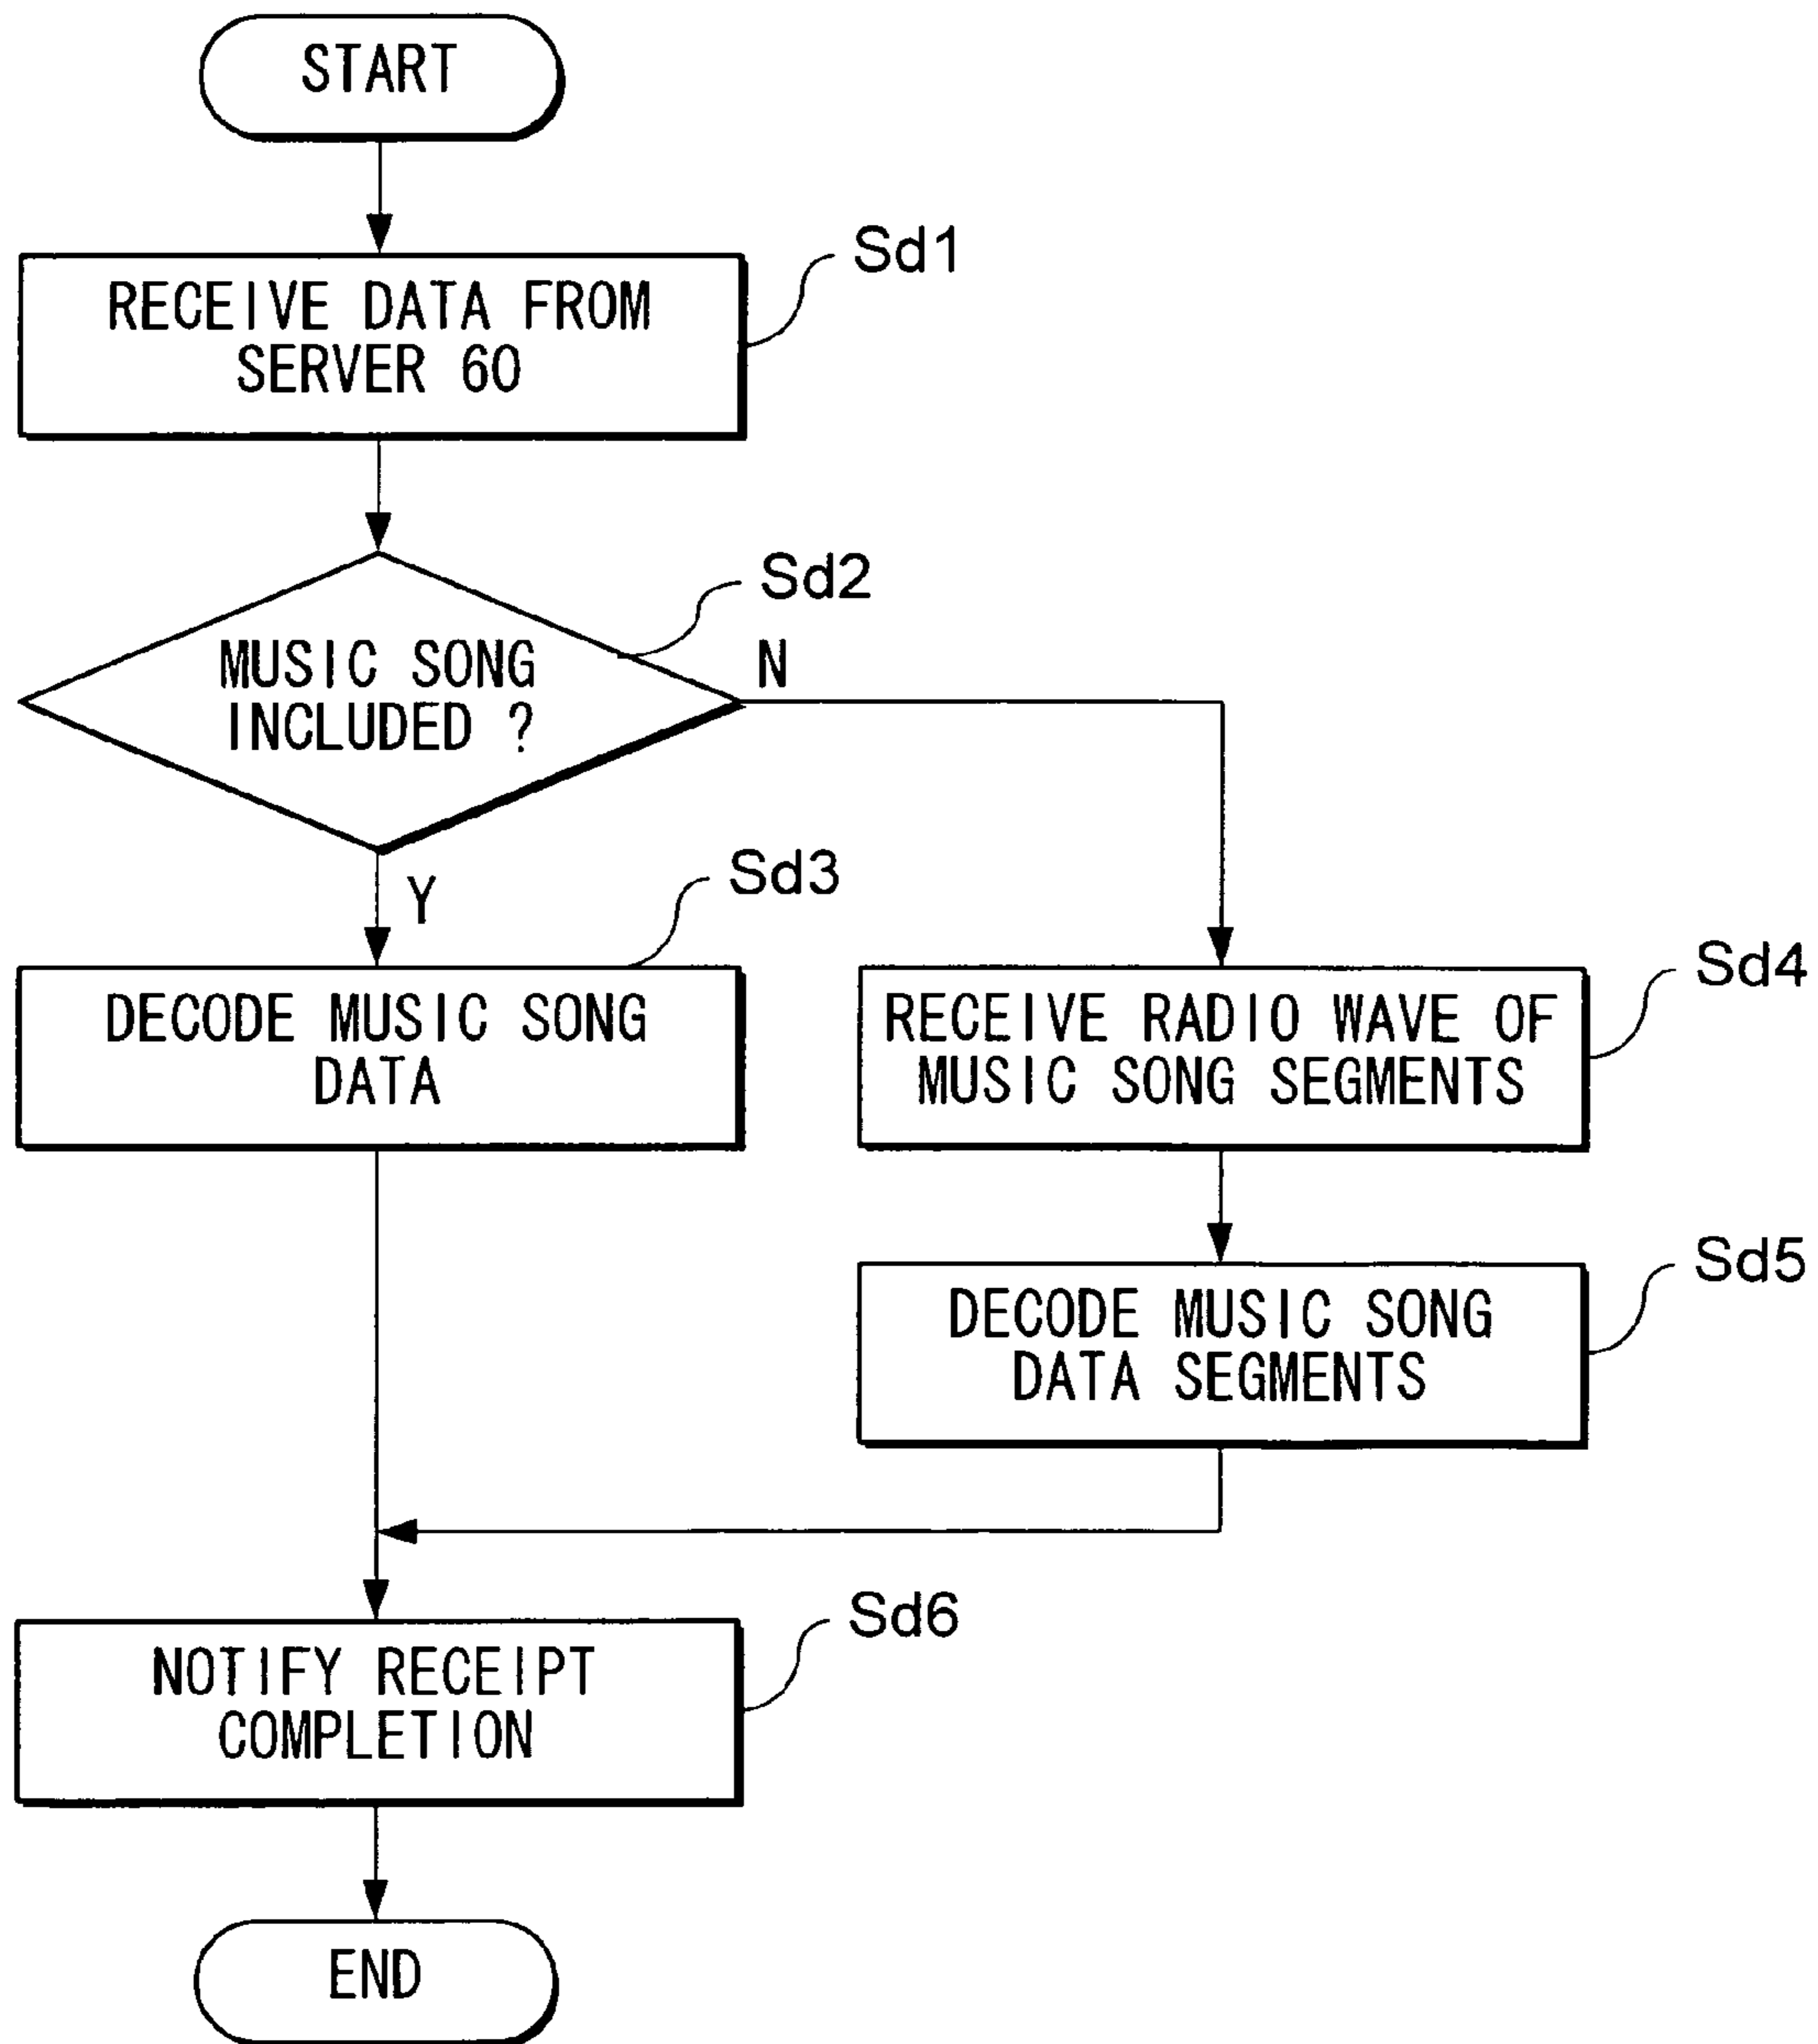 START
Sd1
RECEIVE DATA FROM
SERVER 60
Sd2
MUSIC SONG
INCLUDED ?
N
Y
Sd3
DECODE MUSIC SONG
DATA
Sd4
RECEIVE RADIO WAVE OF
MUSIC SONG SEGMENTS
Sd5
DECODE MUSIC SONG
DATA SEGMENTS
Sd6
NOTIFY RECEIPT
COMPLETION
END